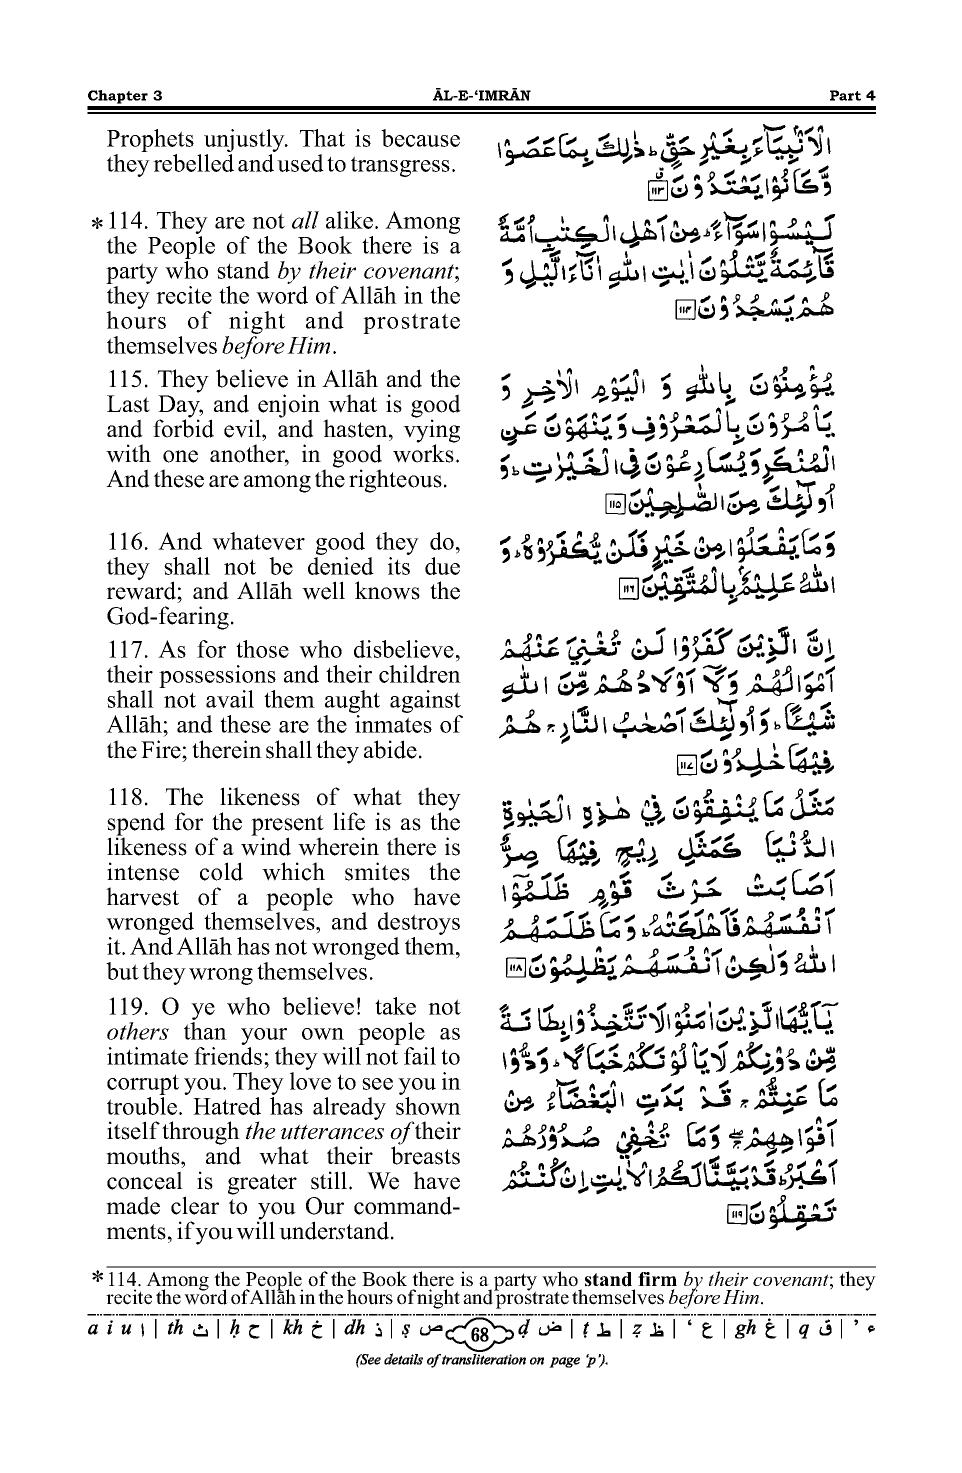 Chapter 3 ĀL-E-‘IMRĀN Part 4
Prophets unjustly. That is because
they rebelled and used to transgress.
الْاَنْۢبِيَآءَ بِغَيْرِ حَقٍّ ؕ ذٰلِكَ بِمَا عَصَوْا
وَّكَانُوْا يَعْتَدُوْنَ ۱۱۳
*114. They are not all alike. Among
the People of the Book there is a
party who stand by their covenant;
they recite the word of Allāh in the
hours of night and prostrate
themselves before Him.
لَيْسُوْا سَوَآءً ؕ مِنْ اَهْلِ الْكِتٰبِ اُمَّةٌ
قَآئِمَةٌ يَّتْلُوْنَ اٰيٰتِ اللّٰهِ اٰنَآءَ الَّيْلِ وَ
هُمْ يَسْجُدُوْنَ ۱۱۴
115. They believe in Allāh and the
Last Day, and enjoin what is good
and forbid evil, and hasten, vying
with one another, in good works.
And these are among the righteous.
يُؤْمِنُوْنَ بِاللّٰهِ وَ الْيَوْمِ الْاٰخِرِ وَ
يَاْمُرُوْنَ بِالْمَعْرُوْفِ وَ يَنْهَوْنَ عَنِ
الْمُنْكَرِ وَ يُسَارِعُوْنَ فِى الْخَيْرٰتِ ؕ وَ
اُولٰٓئِكَ مِنَ الصّٰلِحِيْنَ ۱۱۵
116. And whatever good they do,
they shall not be denied its due
reward; and Allāh well knows the
God-fearing.
وَ مَا يَفْعَلُوْا مِنْ خَيْرٍ فَلَنْ يُّكْفَرُوْهُ ؕ وَ
اللّٰهُ عَلِيْمٌۢ بِالْمُتَّقِيْنَ ۱۱۶
117. As for those who disbelieve,
their possessions and their children
shall not avail them aught against
Allāh; and these are the inmates of
the Fire; therein shall they abide.
اِنَّ الَّذِيْنَ كَفَرُوْا لَنْ تُغْنِيَ عَنْهُمْ
اَمْوَالُهُمْ وَلَآ اَوْلَادُهُمْ مِّنَ اللّٰهِ
شَيْـًٔا ؕ وَ اُولٰٓئِكَ اَصْحٰبُ النَّارِ ۚ هُمْ
فِيْهَا خٰلِدُوْنَ ۱۱۷
118. The likeness of what they
spend for the present life is as the
likeness of a wind wherein there is
intense cold which smites the
harvest of a people who have
wronged themselves, and destroys
it. And Allāh has not wronged them,
but they wrong themselves.
مَثَلُ مَا يُنْفِقُوْنَ فِيْ هٰذِهِ الْحَيٰوةِ
الدُّنْيَا كَمَثَلِ رِيْحٍ فِيْهَا صِرٌّ
اَصَابَتْ حَرْثَ قَوْمٍ ظَلَمُوْٓا
اَنْفُسَهُمْ فَاَهْلَكَتْهُ ؕ وَ مَا ظَلَمَهُمُ
اللّٰهُ وَلٰكِنْ اَنْفُسَهُمْ يَظْلِمُوْنَ ۱۱۸
119. O ye who believe! take not
others than your own people as
intimate friends; they will not fail to
corrupt you. They love to see you in
trouble. Hatred has already shown
itself through the utterances of their
mouths, and what their breasts
conceal is greater still. We have
made clear to you Our command-
ments, if you will understand.
يٰٓاَيُّهَا الَّذِيْنَ اٰمَنُوْا لَا تَتَّخِذُوْا بِطَانَةً
مِّنْ دُوْنِكُمْ لَا يَاْلُوْنَكُمْ خَبَالًا ؕ وَدُّوْا
مَا عَنِتُّمْ ۚ قَدْ بَدَتِ الْبَغْضَآءُ مِنْ
اَفْوَاهِهِمْ ۖۚ وَمَا تُخْفِيْ صُدُوْرُهُمْ
اَكْبَرُ ؕ قَدْ بَيَّنَّا لَكُمُ الْاٰيٰتِ اِنْ كُنْتُمْ
تَعْقِلُوْنَ ۱۱۹
*114. Among the People of the Book there is a party who stand firm by their covenant; they
recite the word of Allāh in the hours of night and prostrate themselves before Him.
a i u ا | th ث | ḥ ح | kh خ | dh ذ | ṣ ص 68 ḍ ض | ṭ ط | ẓ ظ | ‘ ع | gh غ | q ق | ’ ء
(See details of transliteration on page ‘p’).